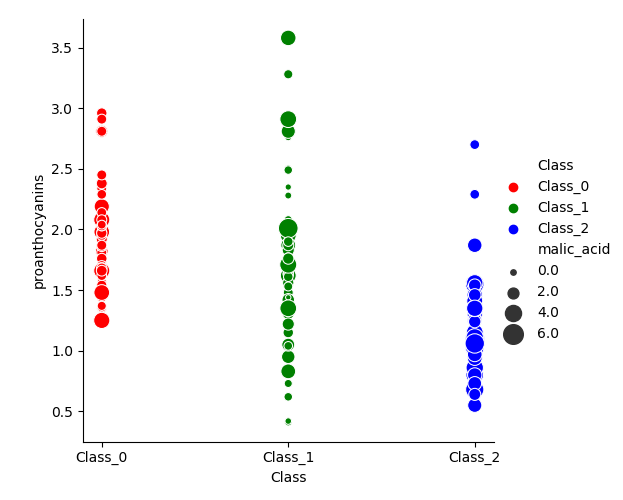 3.5
3.0
2.5
2.0
1.5
1.0
0.5
proanthocyanins
Class_0
Class_1
Class_2
Class
Class
Class_0
Class_1
Class_2
malic_acid
0.0
2.0
4.0
6.0